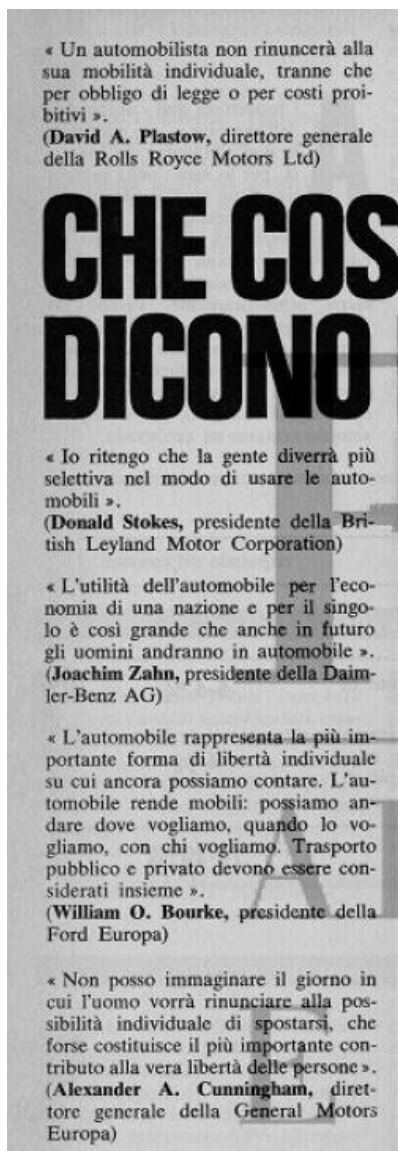 « Un automobilista non rinuncerà alla
sua mobilità individuale, tranne che
per obbligo di legge o per costi proi-
bitivi ».
(David A. Plastow, direttore generale
della Rolls Royce Motors Ltd)
CHE COS
DICONO
« Io ritengo che la gente diverrà più
selettiva nel modo di usare le auto-
mobili ».
(Donald Stokes, presidente della Bri-
tish Leyland Motor Corporation)
« L'utilità dell'automobile per l'eco-
nomia di una nazione e per il singo-
lo è così grande che anche in futuro
gli uomini andranno in automobile ».
(Joachim Zahn, presidente della Daim-
ler-Benz AG)
« L'automobile rappresenta la più im-
portante forma di libertà individuale
su cui ancora possiamo contare. L'au-
tomobile rende mobili: possiamo an-
dare dove vogliamo, quando lo vo-
gliamo, con chi vogliamo. Trasporto
pubblico e privato devono essere con-
siderati insieme ».
(William O. Bourke, presidente della
Ford Europa)
« Non posso immaginare il giorno in
cui l'uomo vorrà rinunciare alla pos-
sibilità individuale di spostarsi, che
forse costituisce il più importante con-
tributo alla vera libertà delle persone ».
(Alexander A. Cunningham, diret-
tore generale della General Motors
Europa)